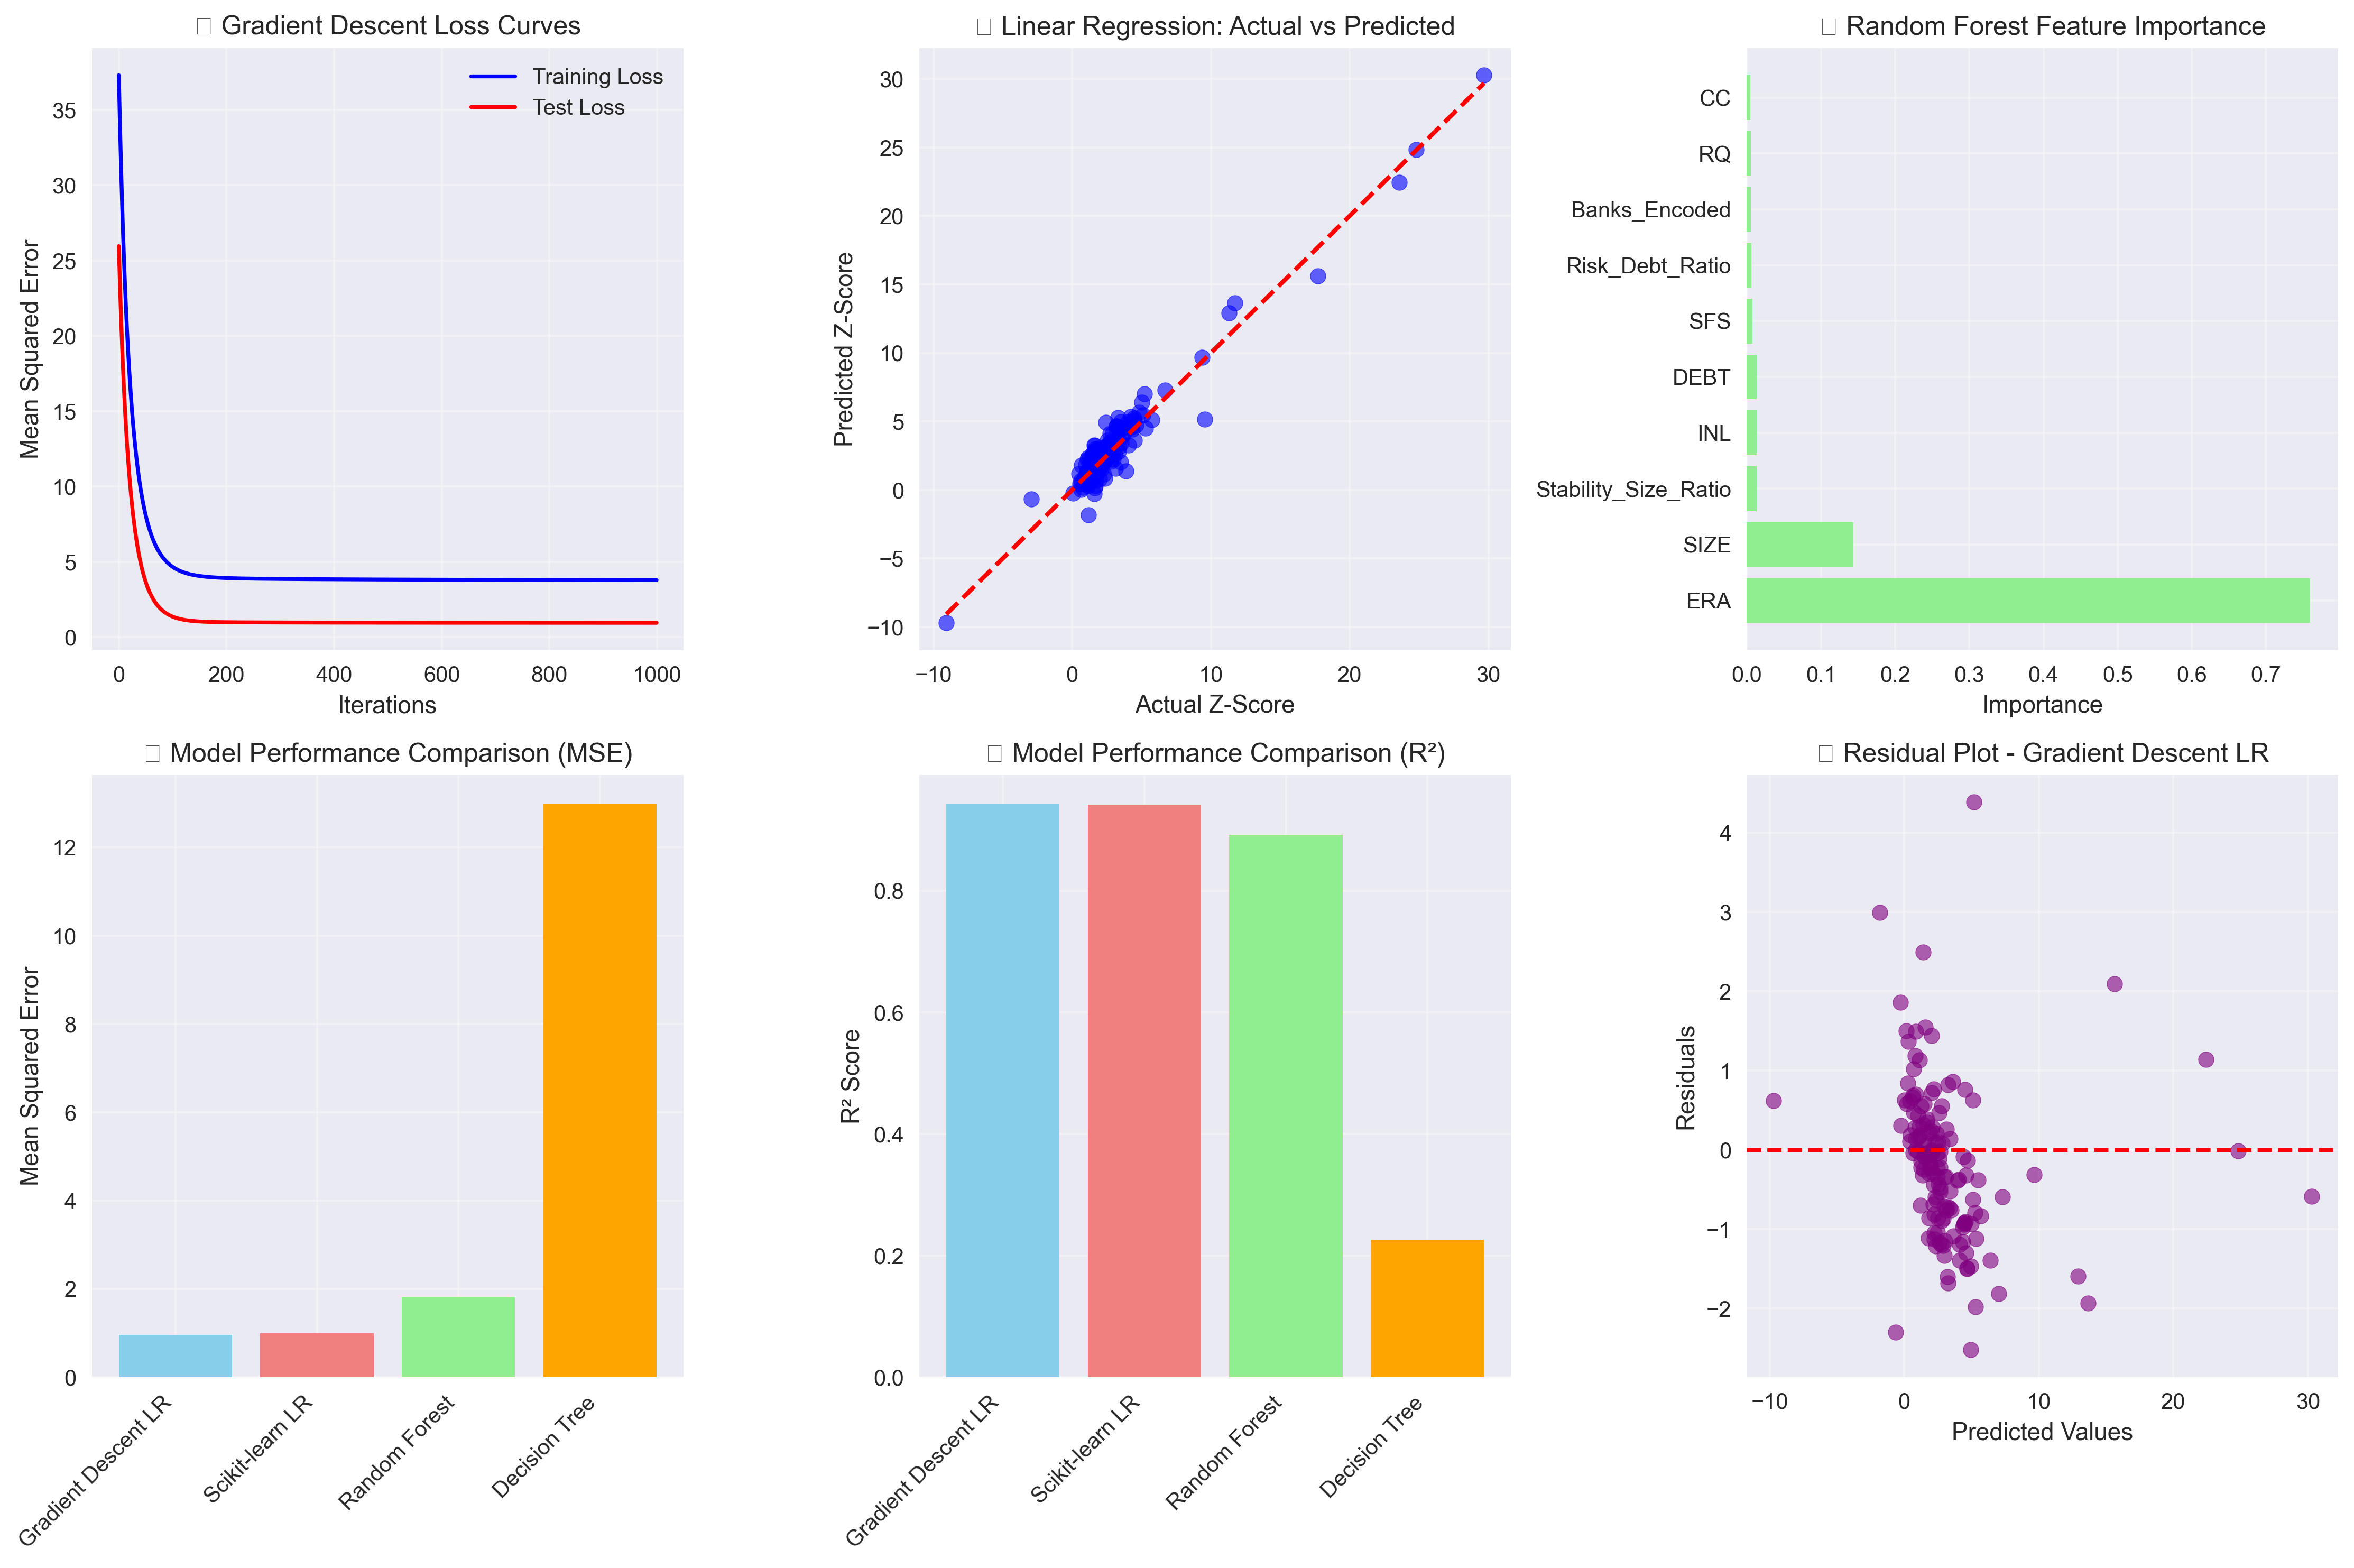 ▯ Gradient Descent Loss Curves
Training Loss
Test Loss
Mean Squared Error
35
30
25
20
15
10
5
0
0 200 400 600 800 1000
Iterations
▯ Linear Regression: Actual vs Predicted
Predicted Z-Score
30
25
20
15
10
5
0
−5
−10
−10 0 10 20 30
Actual Z-Score
▯ Random Forest Feature Importance
CC
RQ
Banks_Encoded
Risk_Debt_Ratio
SFS
DEBT
INL
Stability_Size_Ratio
SIZE
ERA
0.0 0.1 0.2 0.3 0.4 0.5 0.6 0.7
Importance
▯ Model Performance Comparison (MSE)
Mean Squared Error
12
10
8
6
4
2
0
Gradient Descent LR
Scikit-learn LR
Random Forest
Decision Tree
▯ Model Performance Comparison (R²)
R² Score
0.8
0.6
0.4
0.2
0.0
Gradient Descent LR
Scikit-learn LR
Random Forest
Decision Tree
▯ Residual Plot - Gradient Descent LR
Residuals
4
3
2
1
0
−1
−2
−10 0 10 20 30
Predicted Values